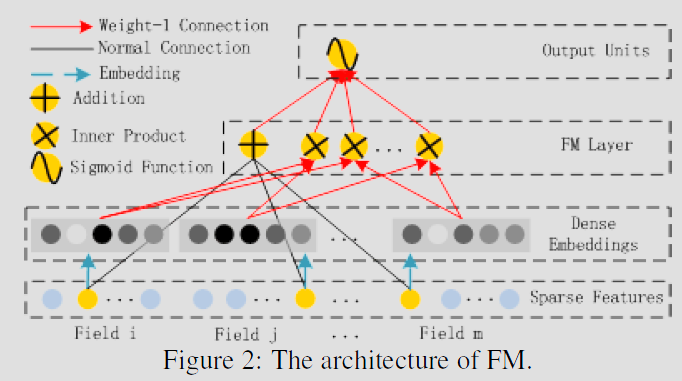 Weight-1 Connection
Normal Connection
Embedding
Addition
Inner Product
Sigmoid Function
Output Units
...
FM Layer
Dense
Embeddings
...
... ... ... ... Sparse Features
Field i Field j ... Field m
Figure 2: The architecture of FM.